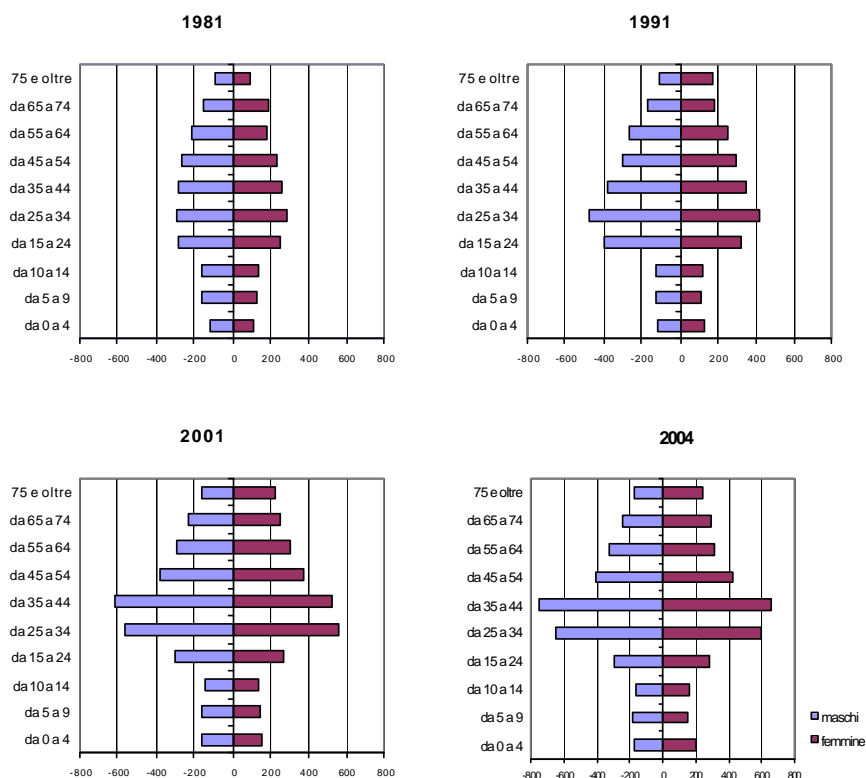 1981
75 e oltre
da 65 a 74
da 55 a 64
da 45 a 54
da 35 a 44
da 25 a 34
da 15 a 24
da 10 a 14
da 5 a 9
da 0 a 4
-800 -600 -400 -200 0 200 400 600 800
1991
75 e oltre
da 65 a 74
da 55 a 64
da 45 a 54
da 35 a 44
da 25 a 34
da 15 a 24
da 10 a 14
da 5 a 9
da 0 a 4
-800 -600 -400 -200 0 200 400 600 800
2001
75 e oltre
da 65 a 74
da 55 a 64
da 45 a 54
da 35 a 44
da 25 a 34
da 15 a 24
da 10 a 14
da 5 a 9
da 0 a 4
-800 -600 -400 -200 0 200 400 600 800
2004
75 e oltre
da 65 a 74
da 55 a 64
da 45 a 54
da 35 a 44
da 25 a 34
da 15 a 24
da 10 a 14
da 5 a 9
da 0 a 4
-800 -600 -400 -200 0 200 400 600 800
maschi
femmine